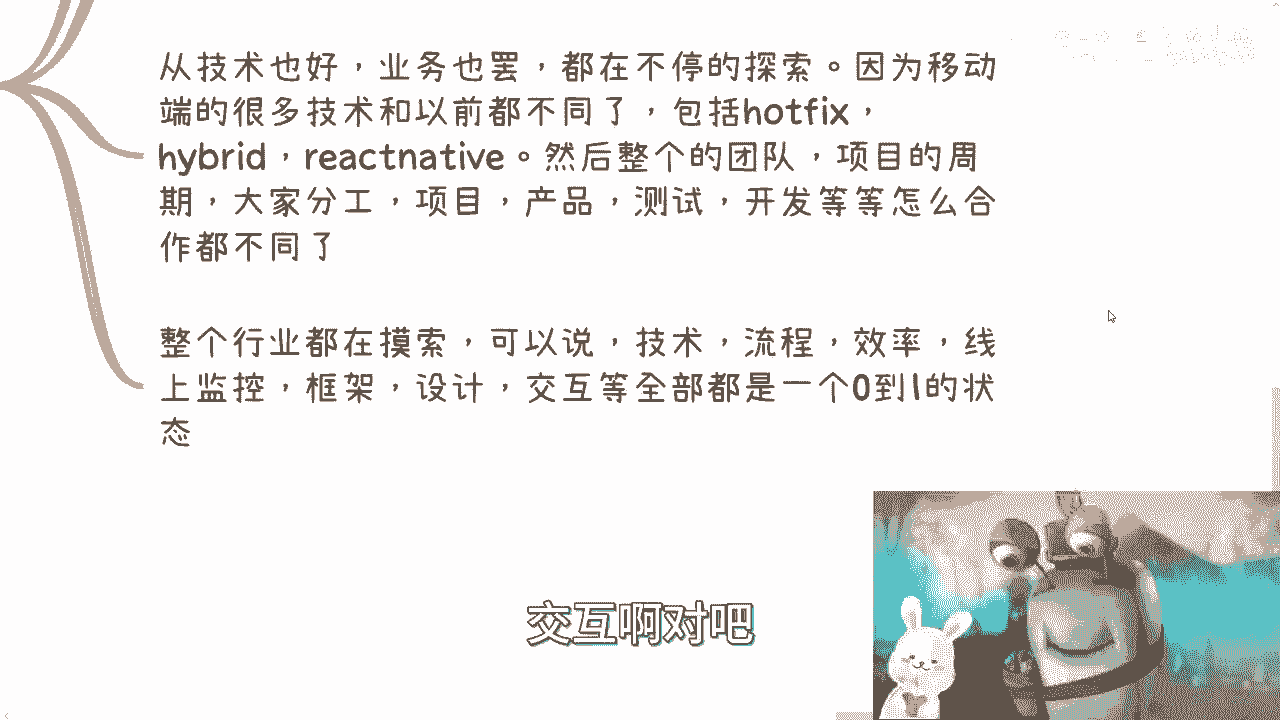 从技术也好，业务也罢，都在不停的探索。因为移动
端的很多技术和以前都不同了，包括hotfix，
hybrid，reactnative。然后整个的团队，项目的周
期，大家分工，项目，产品，测试，开发等等怎么合
作都不同了
整个行业都在摸索，可以说，技术，流程，效率，线
上监控，框架，设计，交互等全部都是一个0到1的状
态
交互啊对吧